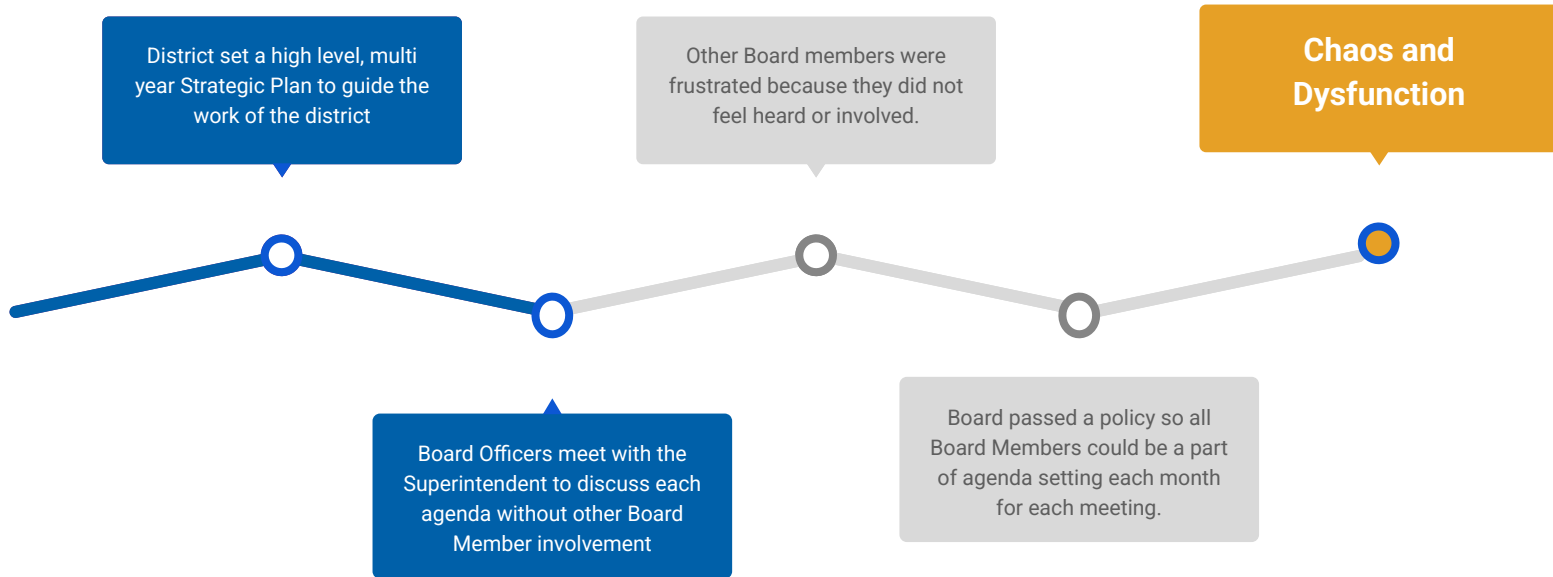 District set a high level, multi
year Strategic Plan to guide the
work of the district
Board Officers meet with the
Superintendent to discuss each
agenda without other Board
Member involvement
Other Board members were
frustrated because they did not
feel heard or involved.
Board passed a policy so all
Board Members could be a part
of agenda setting each month
for each meeting.
Chaos and
Dysfunction